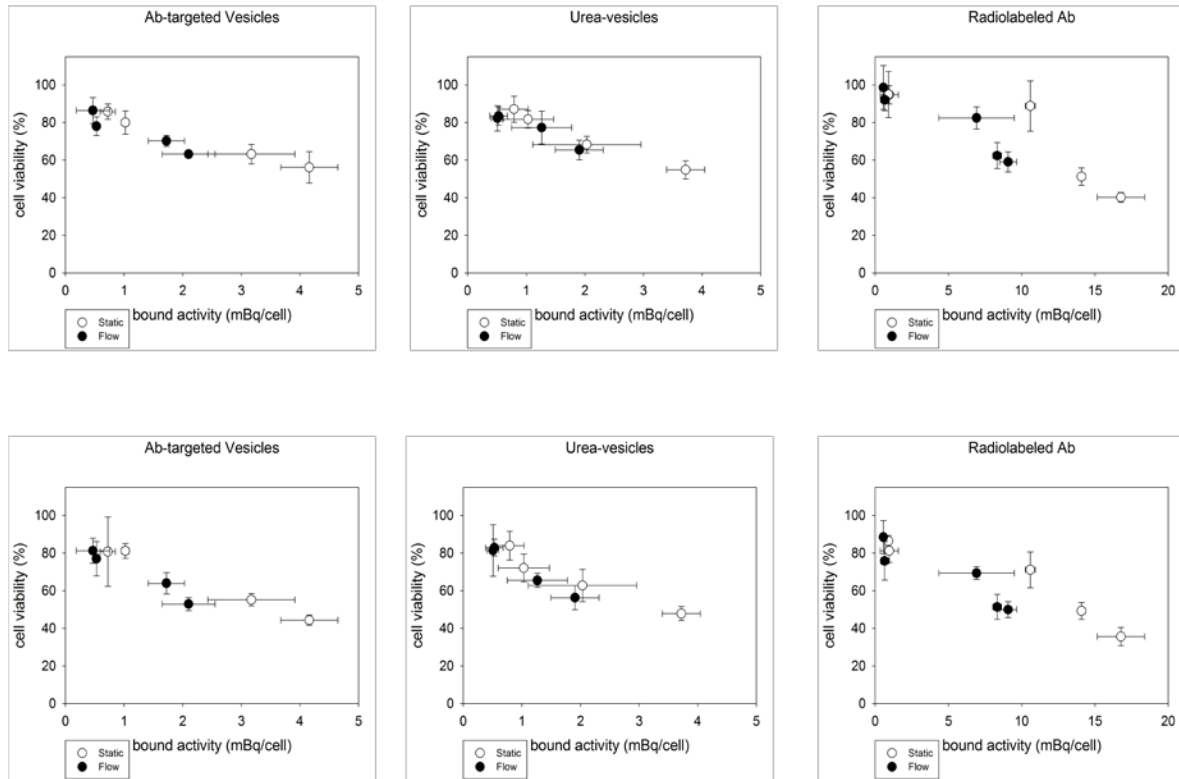 Ab-targeted Vesicles
cell viability (%)
100
80
60
40
20
0
0 1 2 3 4 5
bound activity (mBq/cell)
Static
Flow
Urea-vesicles
cell viability (%)
100
80
60
40
20
0
0 1 2 3 4 5
bound activity (mBq/cell)
Static
Flow
Radiolabeled Ab
cell viability (%)
100
80
60
40
20
0
0 5 10 15 20
bound activity (mBq/cell)
Static
Flow
Ab-targeted Vesicles
cell viability (%)
100
80
60
40
20
0
0 1 2 3 4 5
bound activity (mBq/cell)
Static
Flow
Urea-vesicles
cell viability (%)
100
80
60
40
20
0
0 1 2 3 4 5
bound activity (mBq/cell)
Static
Flow
Radiolabeled Ab
cell viability (%)
100
80
60
40
20
0
0 5 10 15 20
bound activity (mBq/cell)
Static
Flow